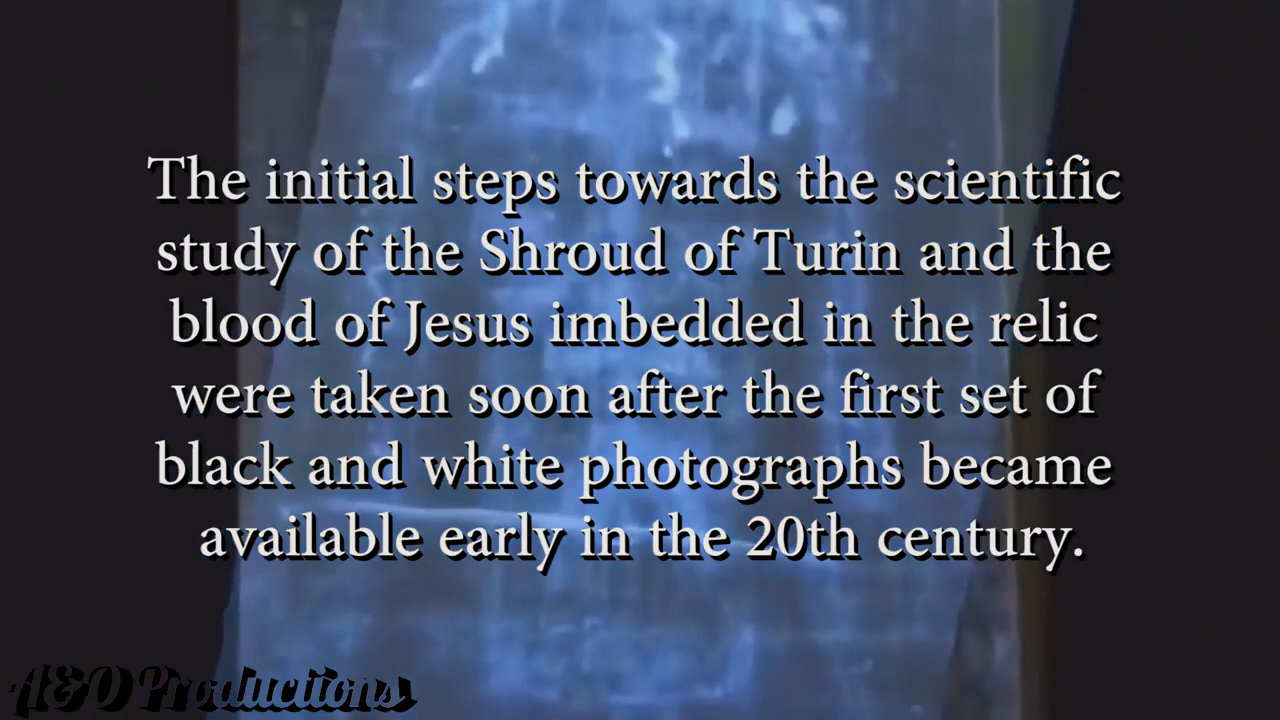 The initial steps towards the scientific
study of the Shroud of Turin and the
blood of Jesus imbedded in the relic
were taken soon after the first set of
black and white photographs became
available early in the 20th century.
A&O Productions